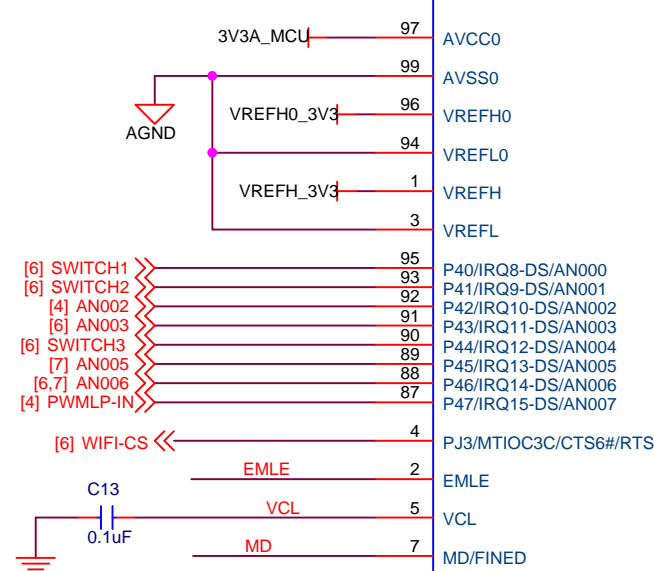 3V3A_MCU 97 AVCC0
99 AVSS0
AGND VREFH0_3V3 96 VREFH0
94 VREFL0
VREFH_3V3 1 VREFH
3 VREFL
[6] SWITCH1 95 P40/IRQ8-DS/AN000
[6] SWITCH2 93 P41/IRQ9-DS/AN001
[4] AN002 92 P42/IRQ10-DS/AN002
[6] AN003 91 P43/IRQ11-DS/AN003
[6] SWITCH3 90 P44/IRQ12-DS/AN004
[7] AN005 89 P45/IRQ13-DS/AN005
[6,7] AN006 88 P46/IRQ14-DS/AN006
[4] PWMLP-IN 87 P47/IRQ15-DS/AN007
[6] WIFI-CS 4 PJ3/MTIOC3C/CTS6#/RTS
EMLE 2 EMLE
C13
VCL 5 VCL
0.1uF
MD 7 MD/FINED